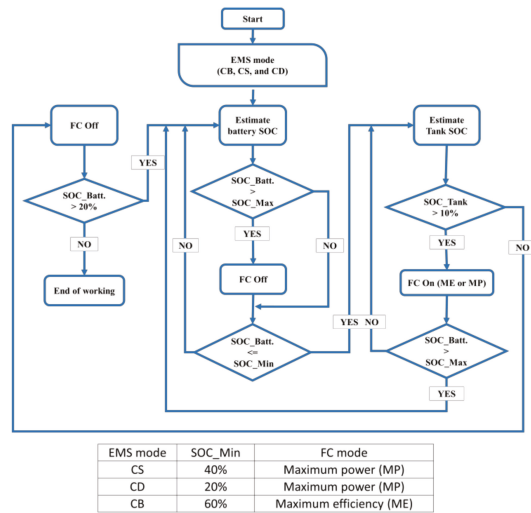 Start
EMS mode
(CB, CS, and CD)
FC Off
Estimate
battery SOC
Estimate
Tank SOC
YES
SOC_Batt.
> 20%
SOC_Batt.
>
SOC_Max
SOC_Tank
> 10%
NO
YES
NO
NO
YES
NO
End of working
FC Off
FC On (ME or MP)
SOC_Batt.
<=
SOC_Min
YES
NO
SOC_Batt.
>
SOC_Max
YES
EMS mode SOC_Min FC mode
CS 40% Maximum power (MP)
CD 20% Maximum power (MP)
CB 60% Maximum efficiency (ME)